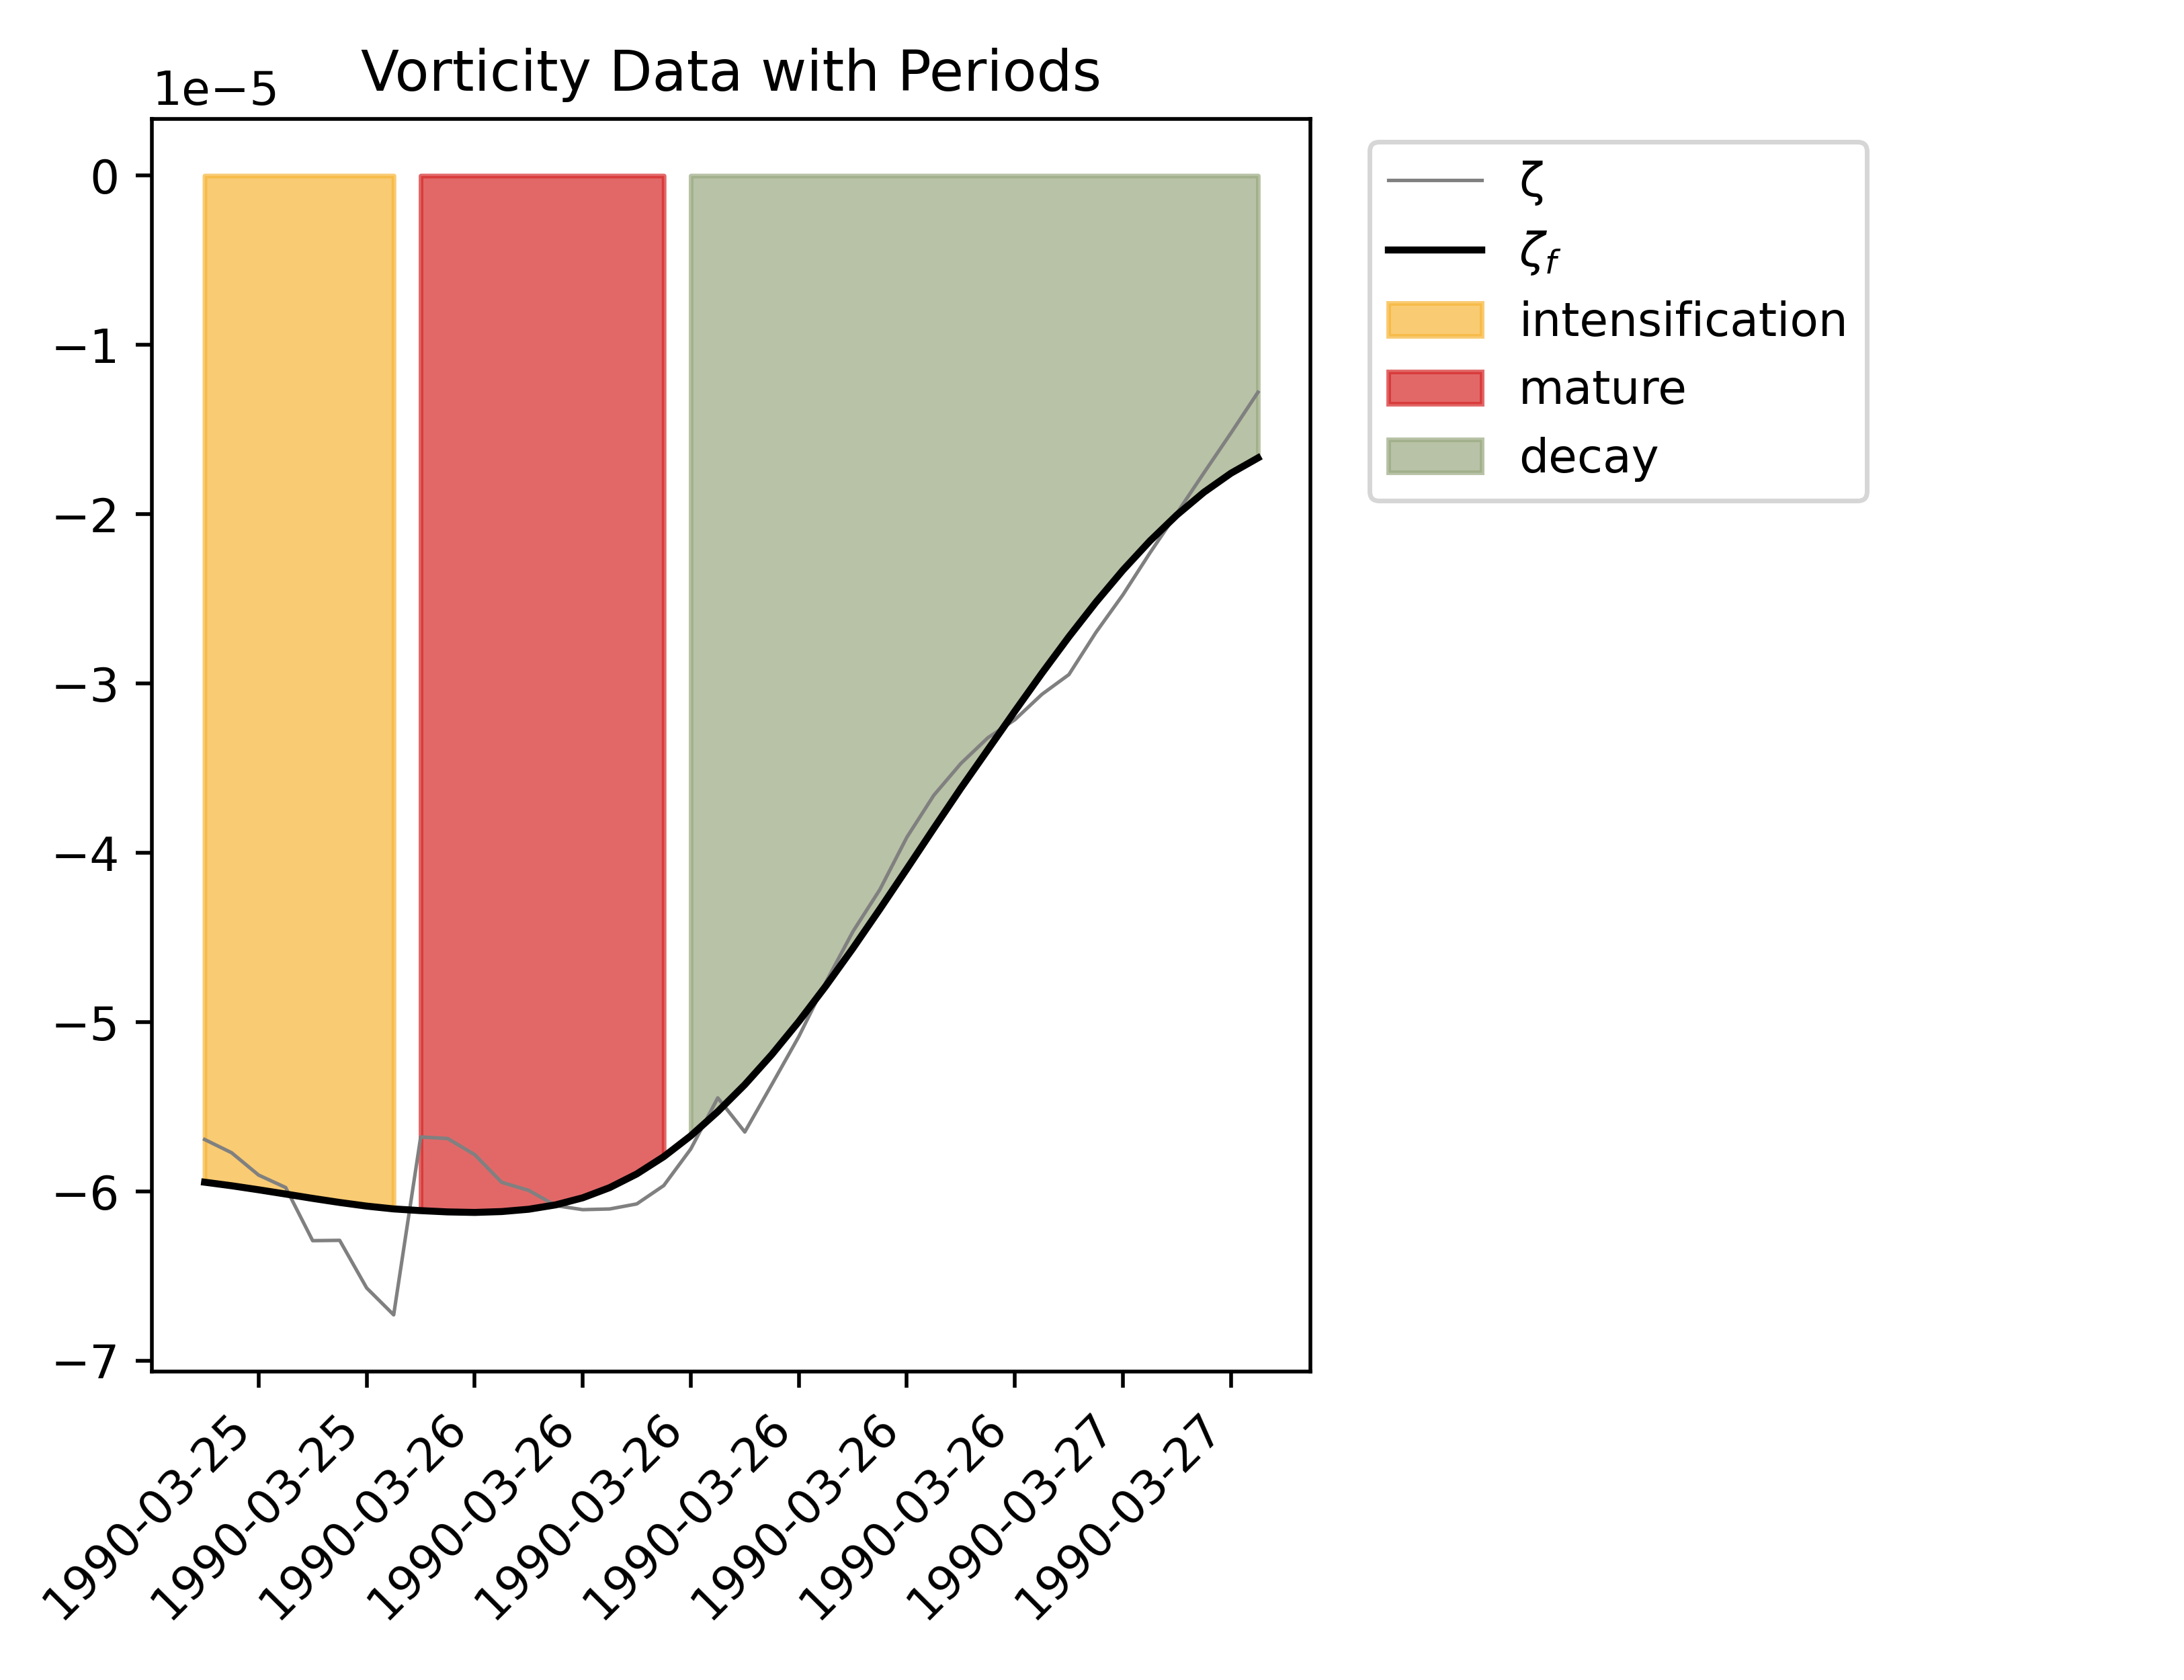 Vorticity Data with Periods
1e−5
0
−1
−2
−3
−4
−5
−6
−7
1990-03-25
1990-03-25
1990-03-26
1990-03-26
1990-03-26
1990-03-26
1990-03-26
1990-03-26
1990-03-27
1990-03-27
ζ
ζf
intensification
mature
decay